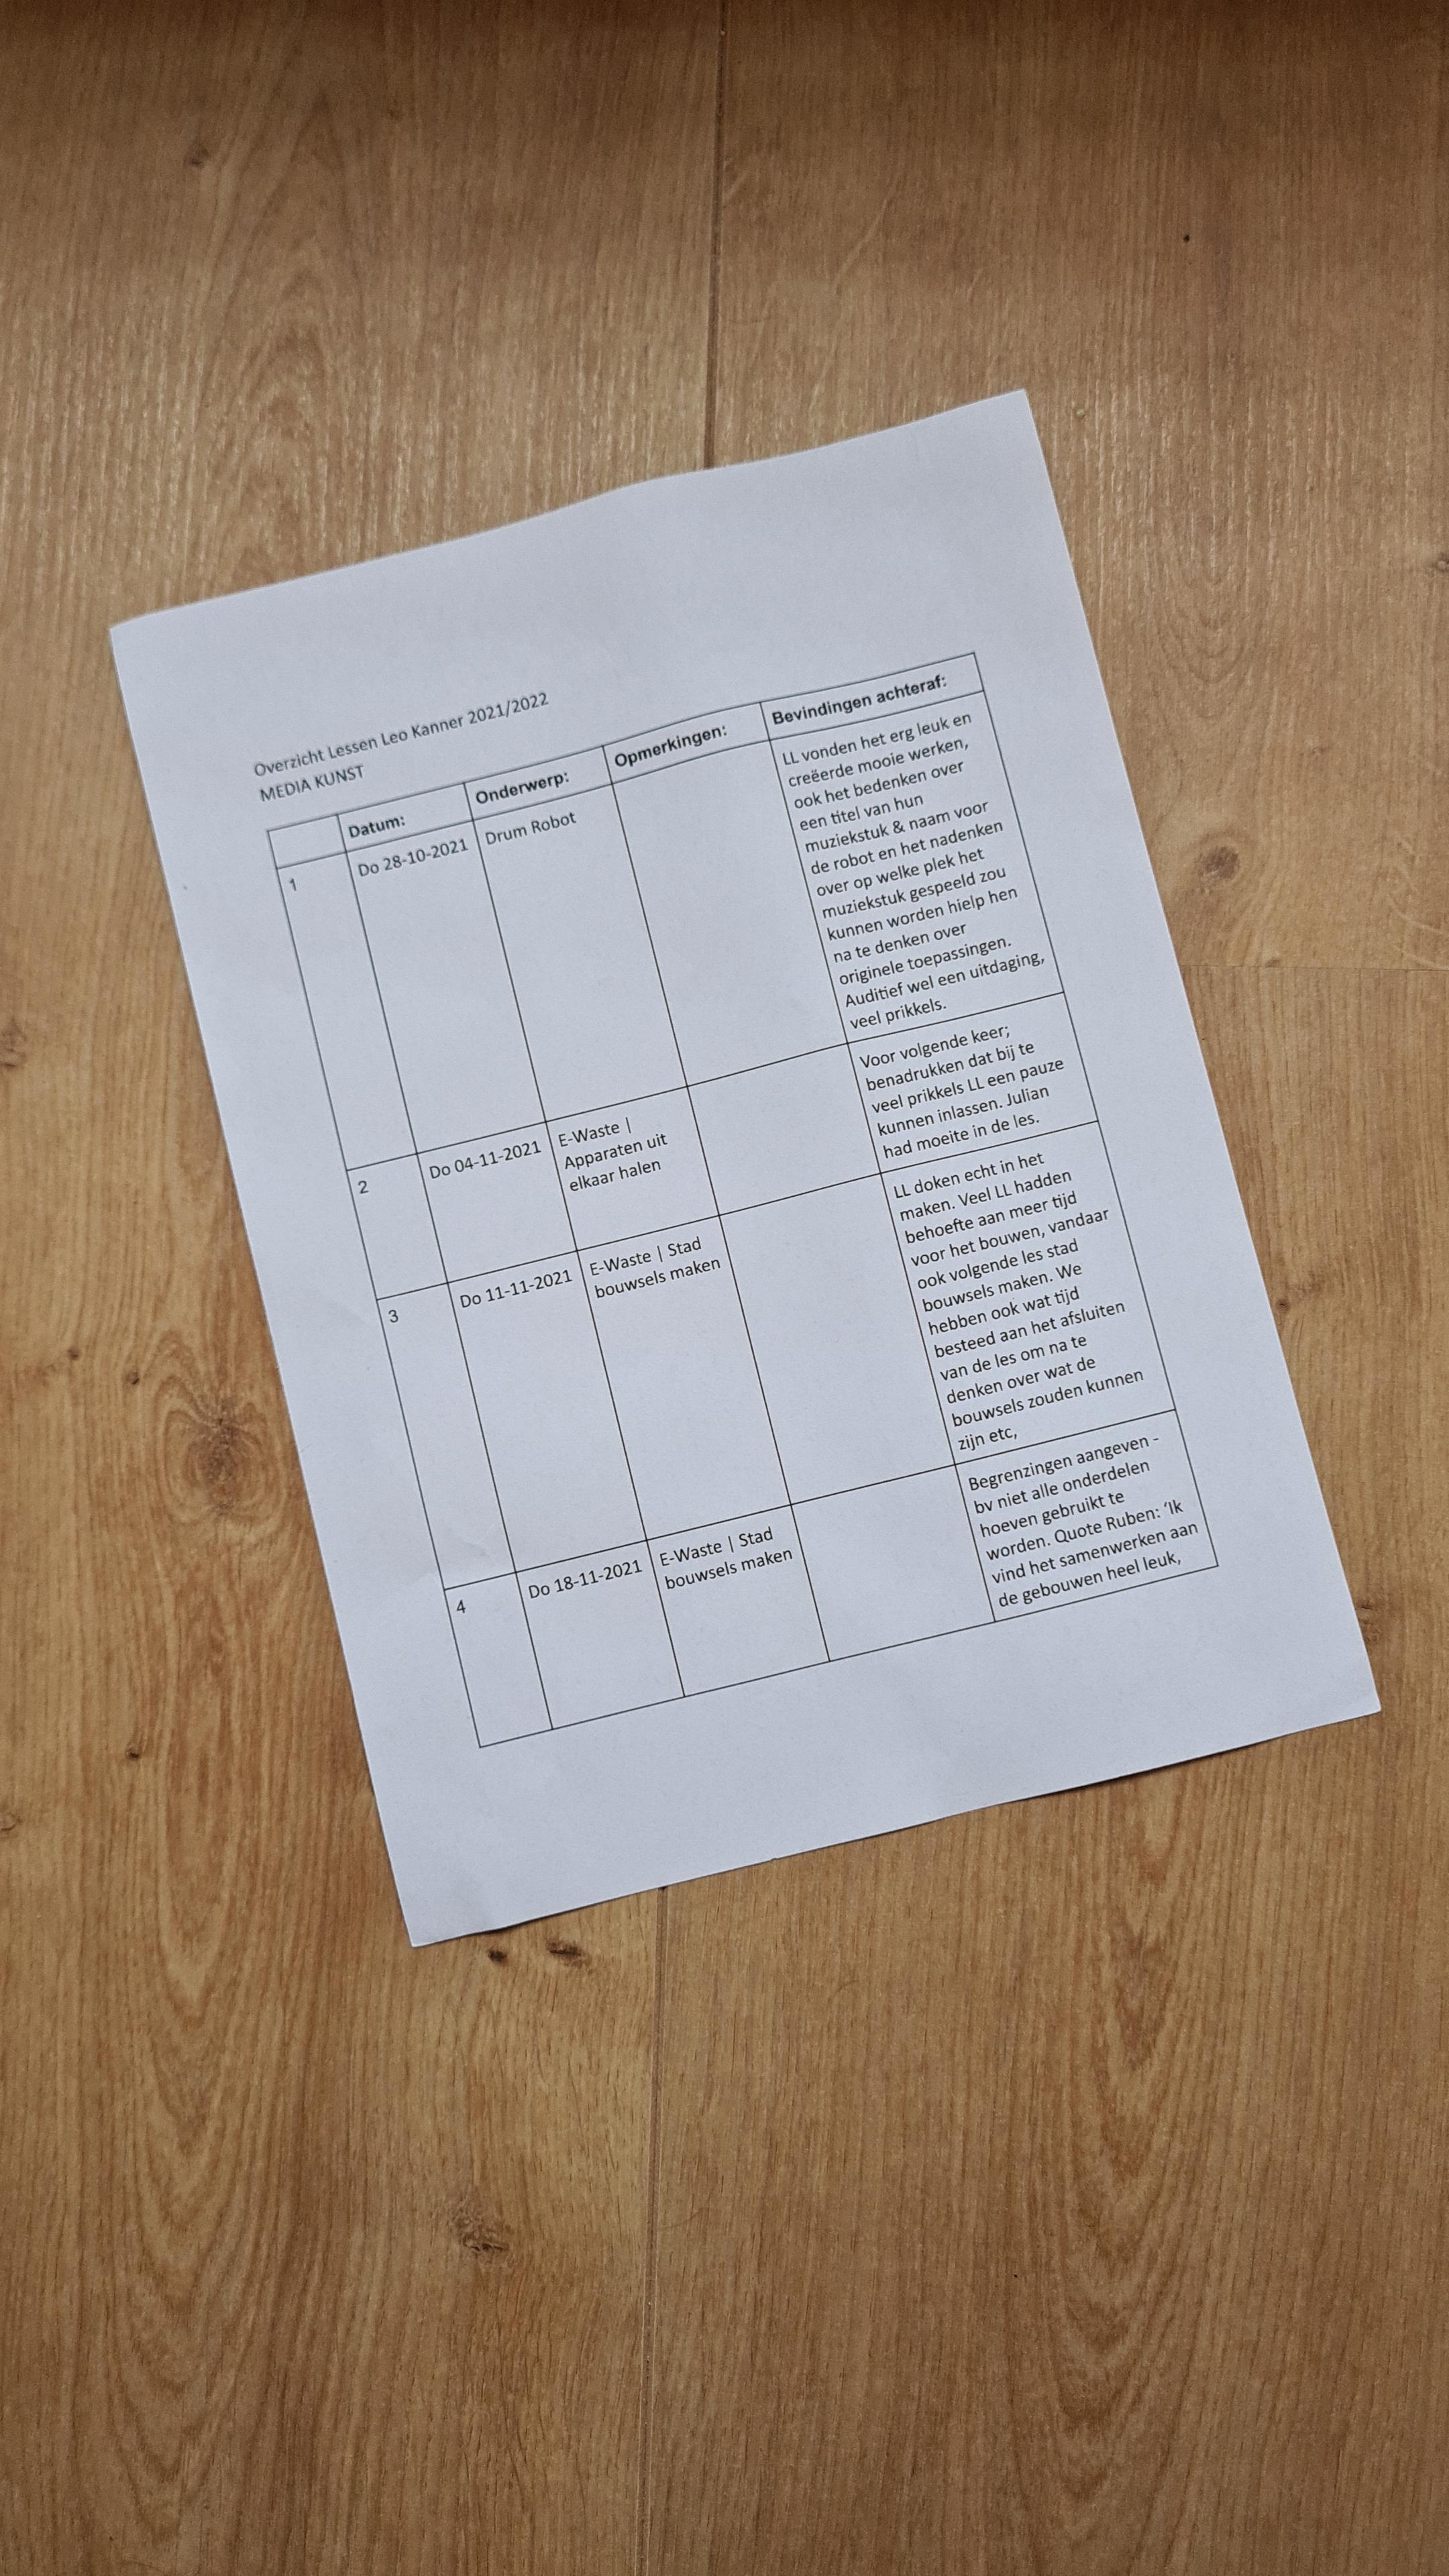 Overzicht Lessen Leo Kanner 2021/2022
MEDIA KUNST
Datum:
Onderwerp:
Opmerkingen:
Bevindingen achteraf:
1
Do 28-10-2021
Drum Robot
LL vonden het erg leuk en
creëerde mooie werken,
ook het bedenken over
een titel van hun
muziekstuk & naam voor
de robot en het nadenken
over op welke plek het
muziekstuk gespeeld zou
kunnen worden hielp hen
na te denken over
originele toepassingen.
Auditief wel een uitdaging,
veel prikkels.
2
Do 04-11-2021
E-Waste |
Apparaten uit
elkaar halen
Voor volgende keer;
benadrukken dat bij te
veel prikkels LL een pauze
kunnen inlassen. Julian
had moeite in de les.
3
Do 11-11-2021
E-Waste | Stad
bouwsels maken
LL doken echt in het
maken. Veel LL hadden
behoefte aan meer tijd
voor het bouwen, vandaar
ook volgende les stad
bouwsels maken. We
hebben ook wat tijd
besteed aan het afsluiten
van de les om na te
denken over wat de
bouwsels zouden kunnen
zijn etc,
4
Do 18-11-2021
E-Waste | Stad
bouwsels maken
Begrenzingen aangeven -
bv niet alle onderdelen
hoeven gebruikt te
worden. Quote Ruben: ‘Ik
vind het samenwerken aan
de gebouwen heel leuk,